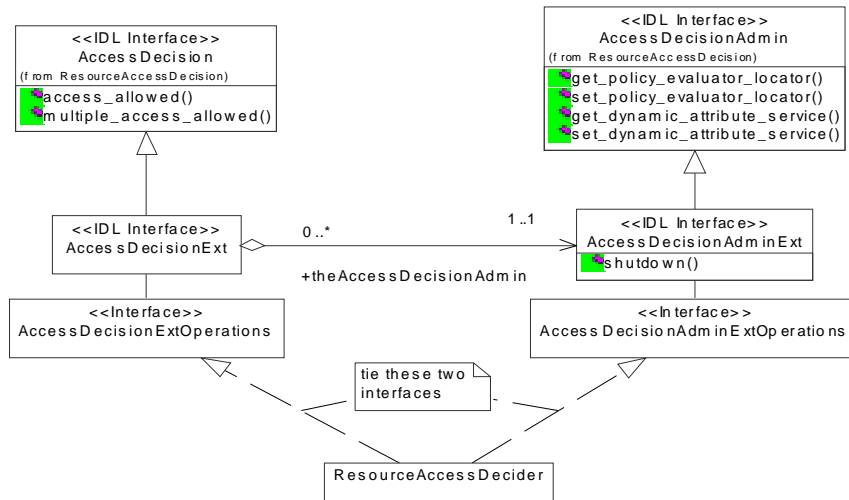 <<IDL Interface>>
AccessDecision
(from ResourceAccessDecision)
access_allowed()
multiple_access_allowed()
<<IDL Interface>>
AccessDecisionAdmin
(from ResourceAccessDecision)
get_policy_evaluator_locator()
set_policy_evaluator_locator()
get_dynamic_attribute_service()
set_dynamic_attribute_service()
<<IDL Interface>>
AccessDecisionExt
0..*
1..1
+theAccessDecisionAdmin
<<IDL Interface>>
AccessDecisionAdminExt
shutdown()
<<Interface>>
AccessDecisionExtOperations
<<Interface>>
AccessDecisionAdminExtOperations
tie these two
interfaces
ResourceAccessDecider